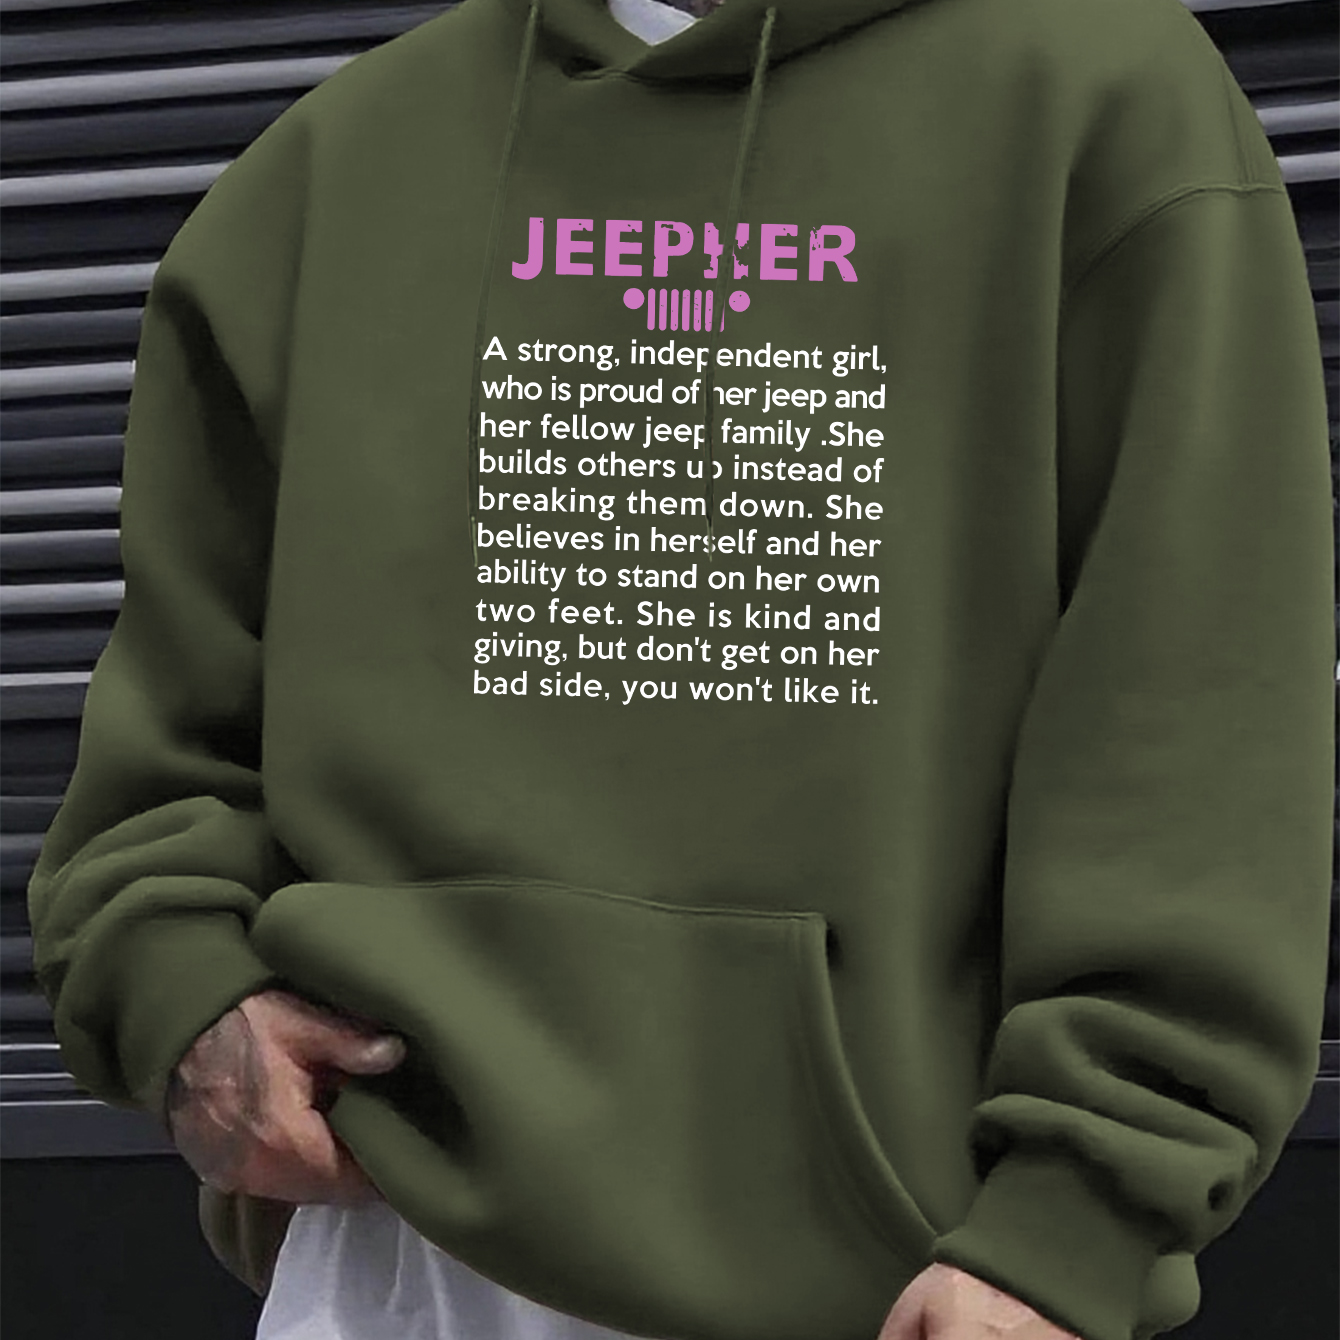 JEEPHER
A strong, independent girl,
who is proud of her jeep and
her fellow jeep family .She
builds others up instead of
breaking them down. She
believes in herself and her
ability to stand on her own
two feet. She is kind and
giving, but don't get on her
bad side, you won't like it.